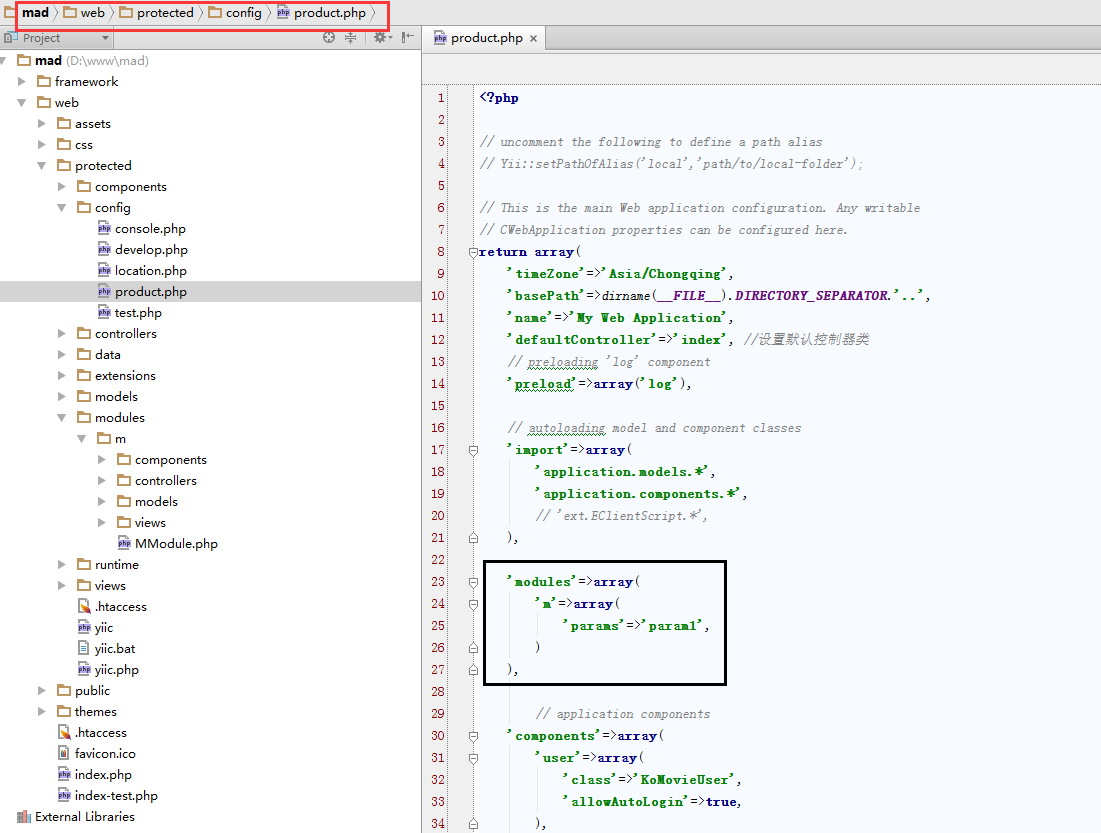 mad web protected config product.php
Project
product.php
mad (D:\www\mad)
framework
web
assets
css
protected
components
config
console.php
develop.php
location.php
product.php
test.php
controllers
data
extensions
models
modules
m
components
controllers
models
views
MModule.php
runtime
views
.htaccess
yiic
yiic.bat
yiic.php
public
themes
.htaccess
favicon.ico
index.php
index-test.php
External Libraries
1 <?php
2
3 // uncomment the following to define a path alias
4 // Yii::setPathOfAlias('local','path/to/local-folder');
5
6 // This is the main Web application configuration. Any writable
7 // CWebApplication properties can be configured here.
8 return array(
9 'timeZone'=>'Asia/Chongqing',
10 'basePath'=>dirname(__FILE__).DIRECTORY_SEPARATOR.'..',
11 'name'=>'My Web Application',
12 'defaultController'=>'index', //设置默认控制器类
13 // preloading 'log' component
14 'preload'=>array('log'),
15
16 // autoloading model and component classes
17 'import'=>array(
18 'application.models.*',
19 'application.components.*',
20 // 'ext.EClientScript.*',
21 ),
22
23 'modules'=>array(
24 'm'=>array(
25 'params'=>'param1',
26 )
27 ),
28
29 // application components
30 'components'=>array(
31 'user'=>array(
32 'class'=>'KoMovieUser',
33 'allowAutoLogin'=>true,
34 ),